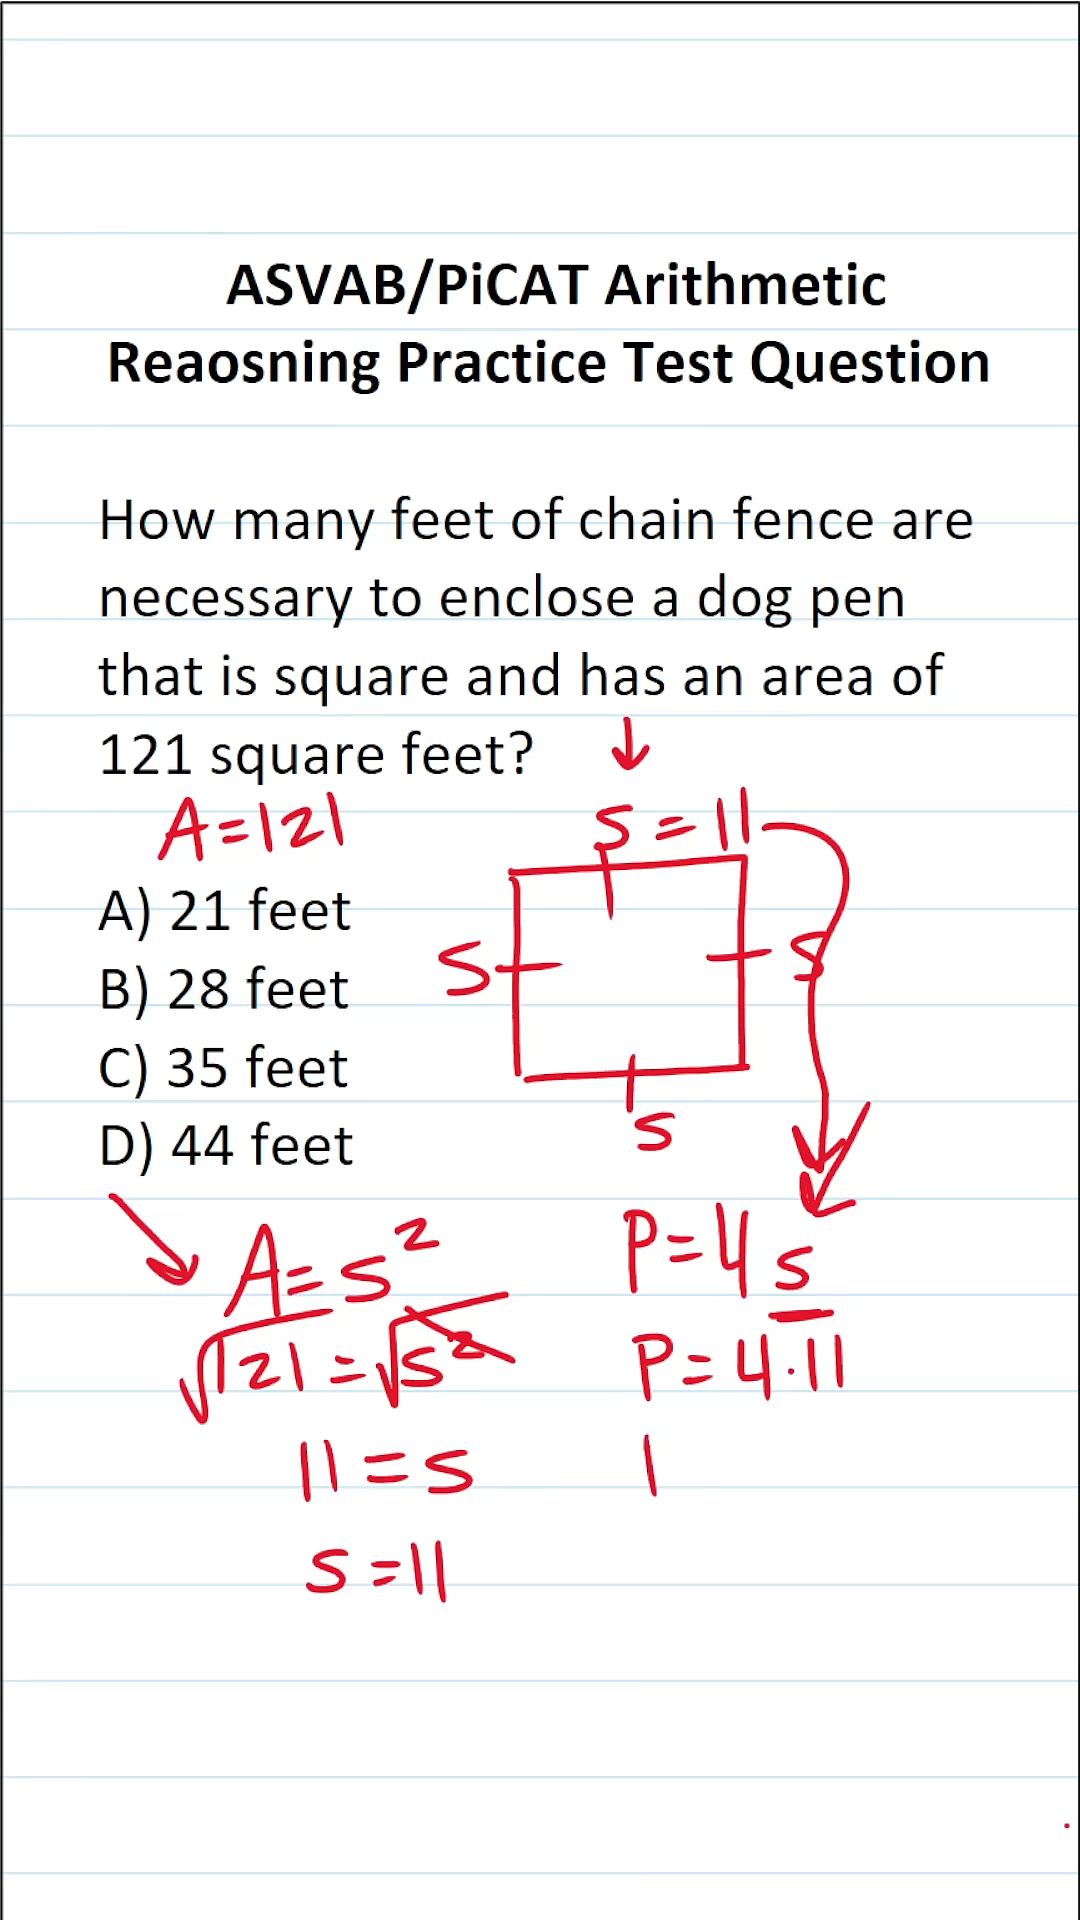 ASVAB/PiCAT Arithmetic
Reaosning Practice Test Question
How many feet of chain fence are
necessary to enclose a dog pen
that is square and has an area of
121 square feet?
A=121
s=11
A) 21 feet
B) 28 feet
C) 35 feet
D) 44 feet
s
s
s
A=s²
√121=√s²
11=s
s=11
P=4s
P=4·11